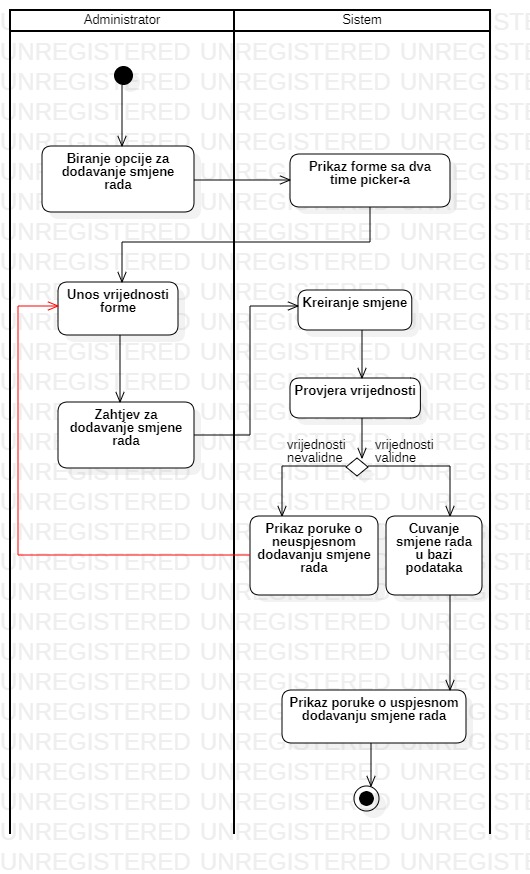 Administrator
Sistem
Biranje opcije za
dodavanje smjene
rada
Prikaz forme sa dva
time picker-a
Unos vrijednosti
forme
Kreiranje smjene
Provjera vrijednosti
Zahtjev za
dodavanje smjene
rada
vrijednosti
nevalidne
vrijednosti
validne
Prikaz poruke o
neuspjesnom
dodavanju smjene
rada
Cuvanje
smjene rada
u bazi
podataka
Prikaz poruke o uspjesnom
dodavanju smjene rada
UNREGISTERED